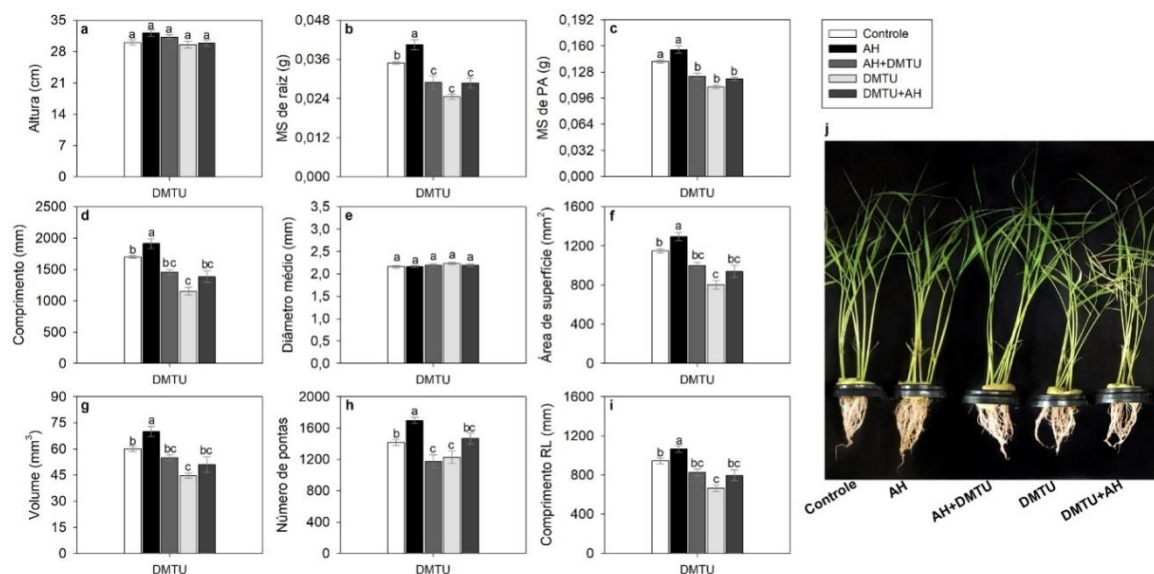 a
Altura (cm)
35
28
21
14
7
0
a a a a a
DMTU
b
MS de raiz (g)
0,048
0,036
0,024
0,012
0,000
b a c c c
DMTU
c
MS de PA (g)
0,192
0,160
0,128
0,096
0,064
0,032
0,000
a a b b b
DMTU
Controle
AH
AH+DMTU
DMTU
DMTU+AH
d
Comprimento (mm)
2500
2000
1500
1000
500
0
b a bc c bc
DMTU
e
Diâmetro médio (mm)
3,5
3,0
2,5
2,0
1,5
1,0
0,5
0,0
a a a a a
DMTU
f
Área de superfície (mm²)
1600
1200
800
400
0
b a bc c bc
DMTU
g
Volume (mm³)
90
75
60
45
30
15
0
b a bc c bc
DMTU
h
Número de pontas
2000
1600
1200
800
400
0
b a c c bc
DMTU
i
Comprimento RL (mm)
1600
1200
800
400
0
b a bc c bc
DMTU
j
Controle
AH
AH+DMTU
DMTU
DMTU+AH